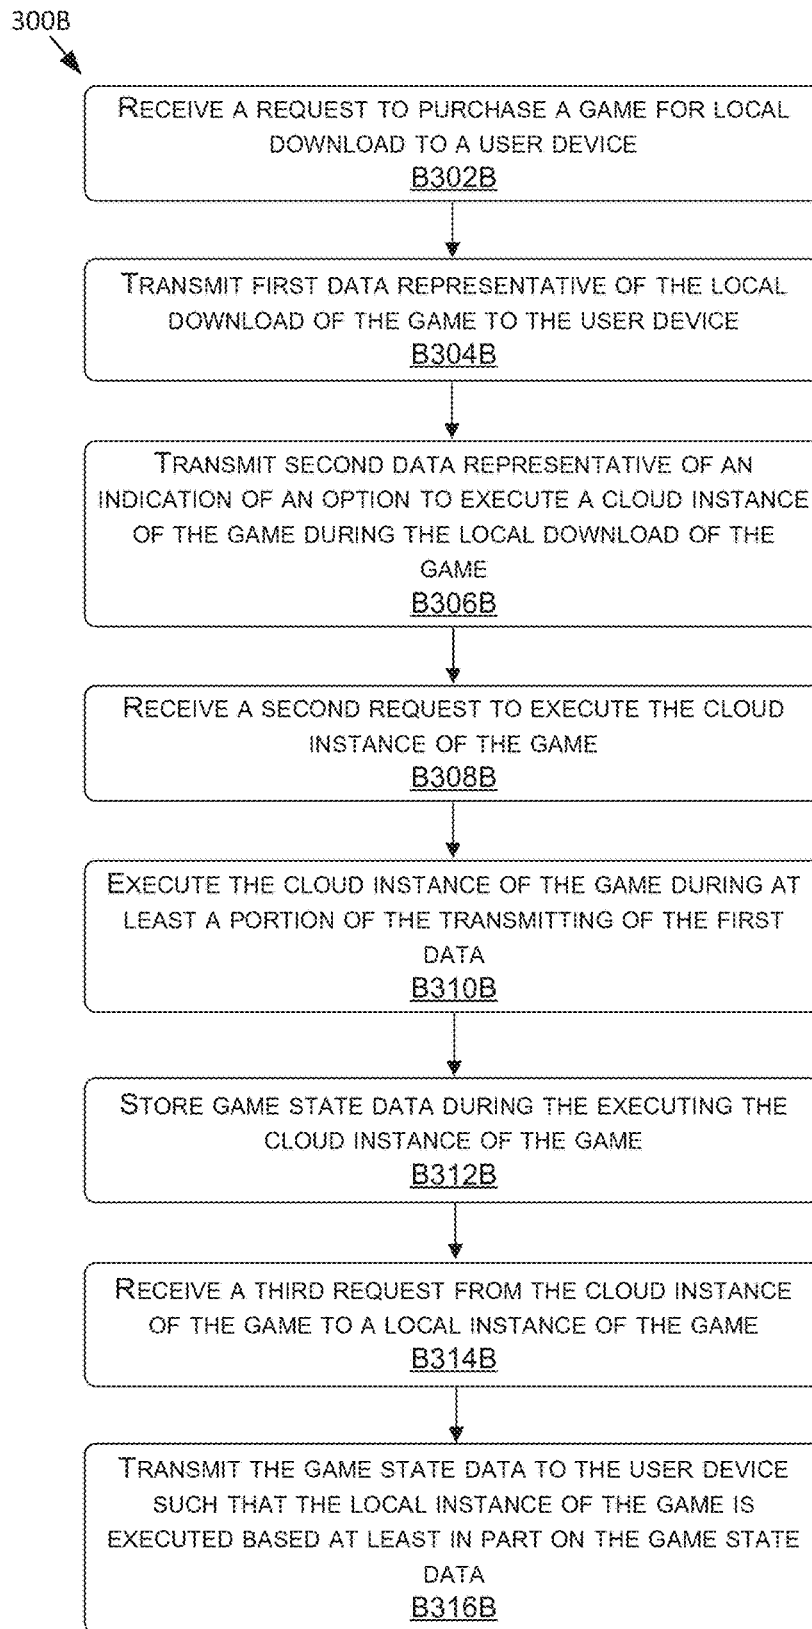 300B
RECEIVE A REQUEST TO PURCHASE A GAME FOR LOCAL
DOWNLOAD TO A USER DEVICE
B302B
TRANSMIT FIRST DATA REPRESENTATIVE OF THE LOCAL
DOWNLOAD OF THE GAME TO THE USER DEVICE
B304B
TRANSMIT SECOND DATA REPRESENTATIVE OF AN
INDICATION OF AN OPTION TO EXECUTE A CLOUD INSTANCE
OF THE GAME DURING THE LOCAL DOWNLOAD OF THE
GAME
B306B
RECEIVE A SECOND REQUEST TO EXECUTE THE CLOUD
INSTANCE OF THE GAME
B308B
EXECUTE THE CLOUD INSTANCE OF THE GAME DURING AT
LEAST A PORTION OF THE TRANSMITTING OF THE FIRST
DATA
B310B
STORE GAME STATE DATA DURING THE EXECUTING THE
CLOUD INSTANCE OF THE GAME
B312B
RECEIVE A THIRD REQUEST FROM THE CLOUD INSTANCE
OF THE GAME TO A LOCAL INSTANCE OF THE GAME
B314B
TRANSMIT THE GAME STATE DATA TO THE USER DEVICE
SUCH THAT THE LOCAL INSTANCE OF THE GAME IS
EXECUTED BASED AT LEAST IN PART ON THE GAME STATE
DATA
B316B